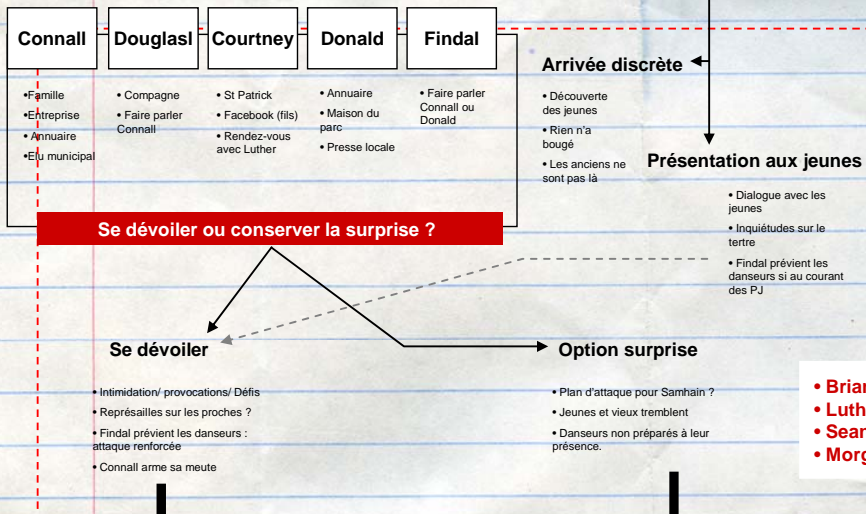 Connall
Douglasl
Courtney
Donald
Findal
•Famille
•Entreprise
• Annuaire
•Elu municipal
• Compagne
• Faire parler
Connall
• St Patrick
• Facebook (fils)
• Rendez-vous
avec Luther
• Annuaire
• Maison du
parc
• Presse locale
• Faire parler
Connall ou
Donald
Arrivée discrète
• Découverte
des jeunes
• Rien n'a
bougé
• Les anciens ne
sont pas là
Présentation aux jeunes
• Dialogue avec les
jeunes
• Inquiétudes sur le
tertre
• Findal prévient les
danseurs si au courant
des PJ
Se dévoiler ou conserver la surprise ?
Se dévoiler
• Intimidation/ provocations/ Défis
• Représailles sur les proches ?
• Findal prévient les danseurs :
attaque renforcée
• Connall arme sa meute
Option surprise
• Plan d'attaque pour Samhain ?
• Jeunes et vieux tremblent
• Danseurs non préparés à leur
présence.
• Brian
• Luth
• Sean
• Morg